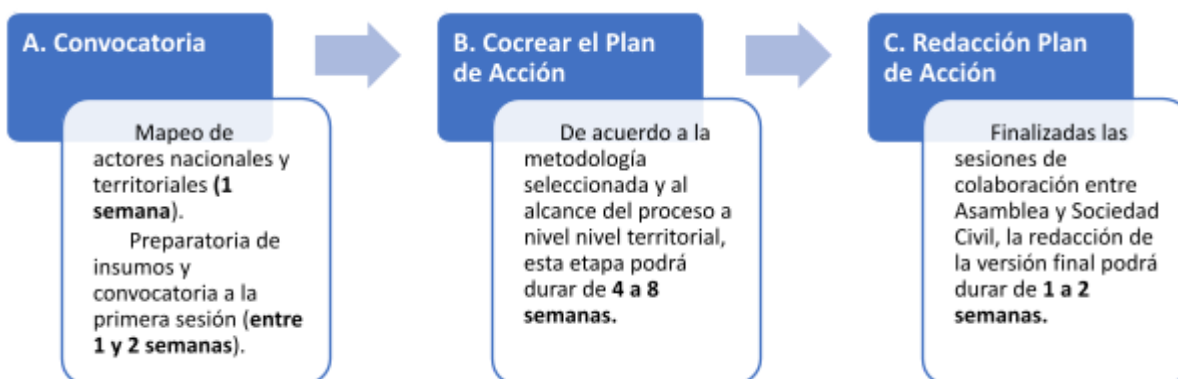 A. Convocatoria
Mapeo de
actores nacionales y
territoriales (1
semana).
Preparatoria de
insumos y
convocatoria a la
primera sesión (entre
1 y 2 semanas).
B. Cocrear el Plan
de Acción
De acuerdo a la
metodología
seleccionada y al
alcance del proceso a
nivel nivel territorial,
esta etapa podrá
durar de 4 a 8
semanas.
C. Redacción Plan
de Acción
Finalizadas las
sesiones de
colaboración entre
Asamblea y Sociedad
Civil, la redacción de
la versión final podrá
durar de 1 a 2
semanas.